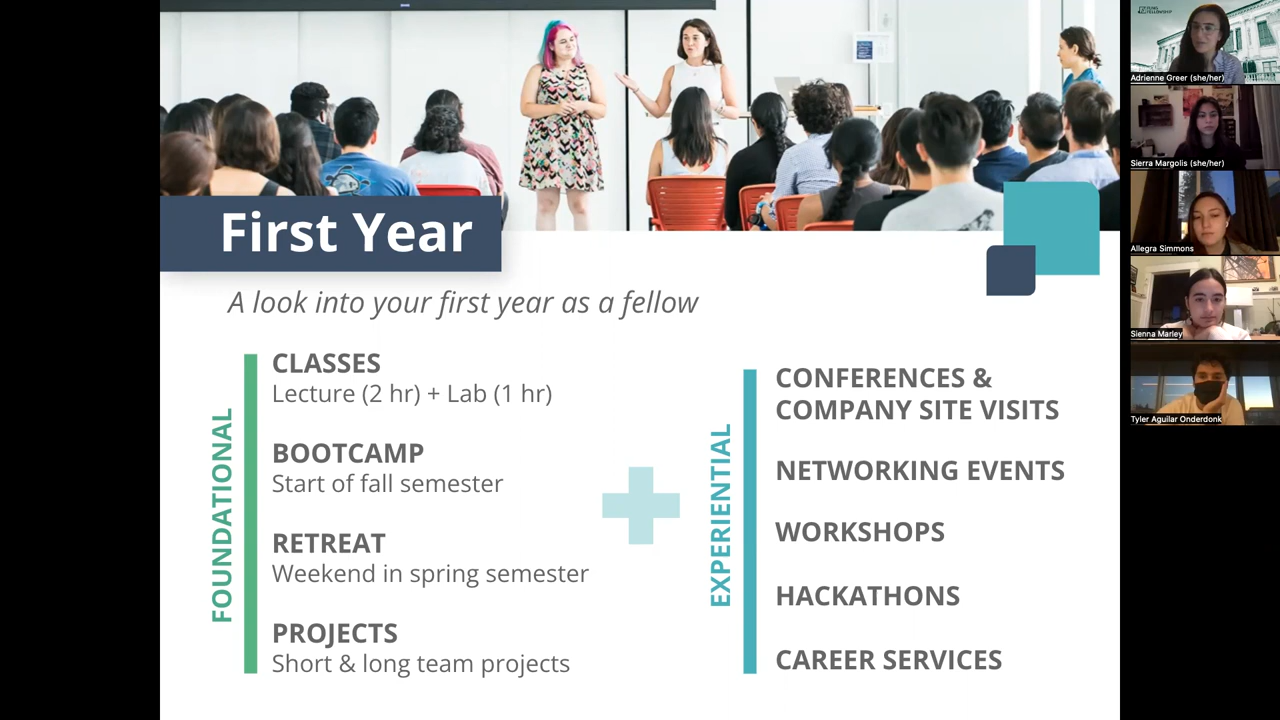 First Year
A look into your first year as a fellow
FOUNDATIONAL
CLASSES
Lecture (2 hr) + Lab (1 hr)
BOOTCAMP
Start of fall semester
RETREAT
Weekend in spring semester
PROJECTS
Short & long team projects
EXPERIENTIAL
CONFERENCES &
COMPANY SITE VISITS
NETWORKING EVENTS
WORKSHOPS
HACKATHONS
CAREER SERVICES
FELLOWSHIP
Adrienne Greer (she/her)
Sierra Margolis (she/her)
Allegra Simmons
Sienna Marley
Tyler Aguilar Onderdonk